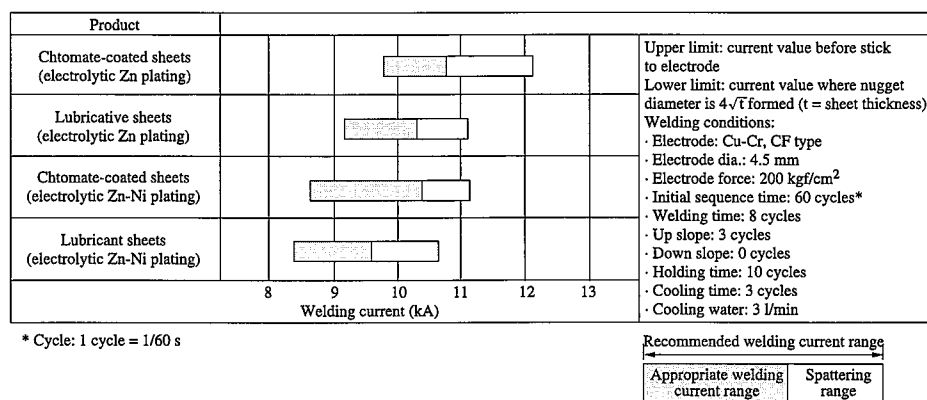 Product
Chtomate-coated sheets
(electrolytic Zn plating)
Lubricative sheets
(electrolytic Zn plating)
Chtomate-coated sheets
(electrolytic Zn-Ni plating)
Lubricant sheets
(electrolytic Zn-Ni plating)
8 9 10 11 12 13
Welding current (kA)
Upper limit: current value before stick
to electrode
Lower limit: current value where nugget
diameter is 4√t formed (t = sheet thickness)
Welding conditions:
· Electrode: Cu-Cr, CF type
· Electrode dia.: 4.5 mm
· Electrode force: 200 kgf/cm²
· Initial sequence time: 60 cycles*
· Welding time: 8 cycles
· Up slope: 3 cycles
· Down slope: 0 cycles
· Holding time: 10 cycles
· Cooling time: 3 cycles
· Cooling water: 3 l/min
* Cycle: 1 cycle = 1/60 s
Recommended welding current range
Appropriate welding
current range
Spattering
range